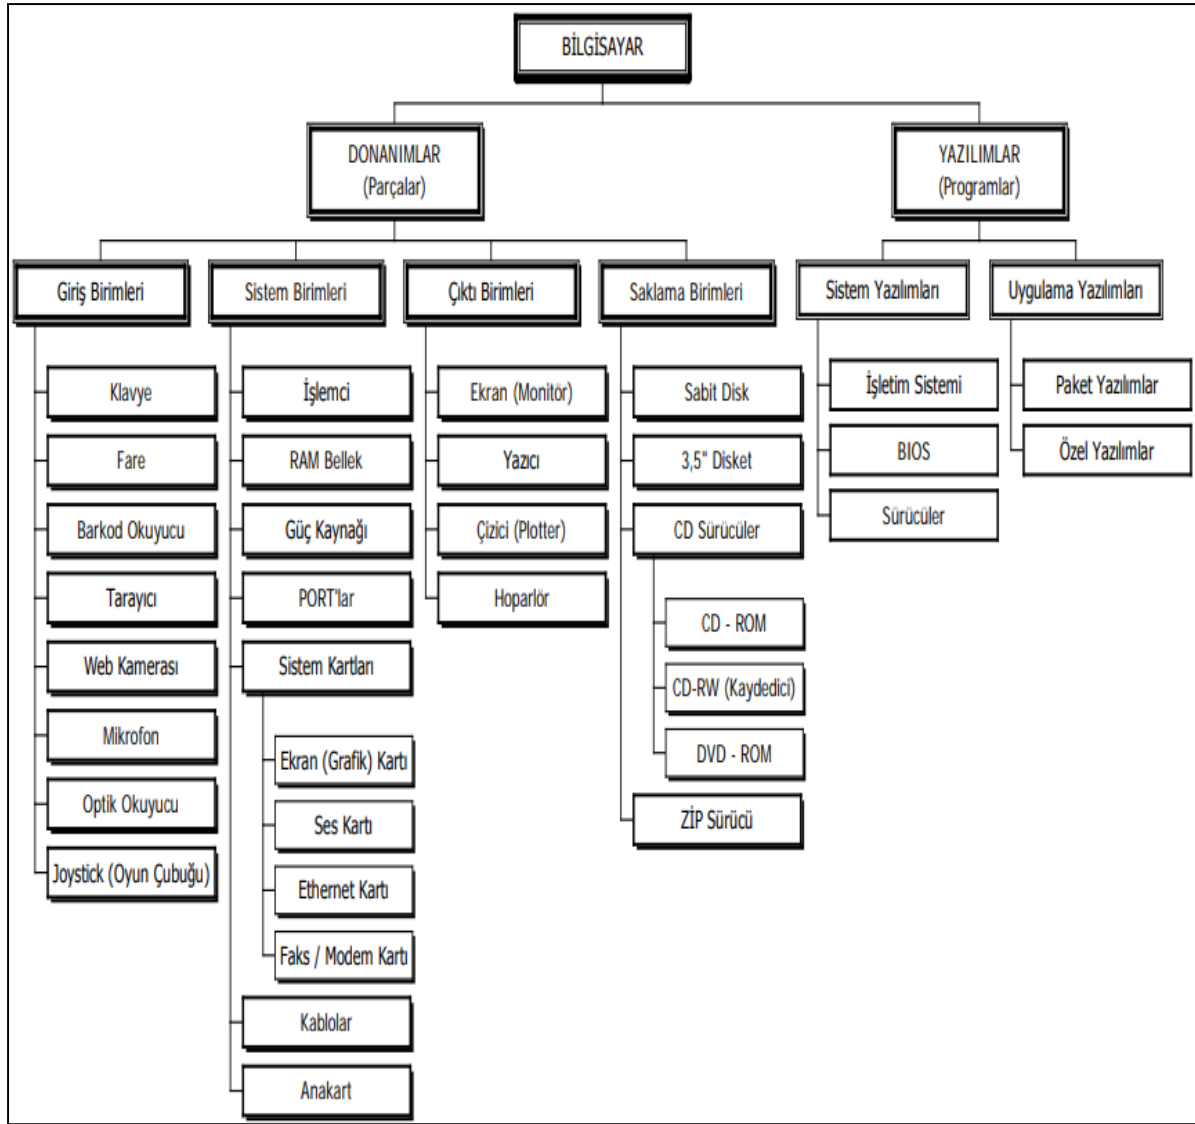 BİLGİSAYAR
DONANIMLAR
(Parçalar)
YAZILIMLAR
(Programlar)
Giriş Birimleri
Sistem Birimleri
Çıktı Birimleri
Saklama Birimleri
Sistem Yazılımları
Uygulama Yazılımları
Klavye
Fare
Barkod Okuyucu
Tarayıcı
Web Kamerası
Mikrofon
Optik Okuyucu
Joystick (Oyun Çubuğu)
İşlemci
RAM Bellek
Güç Kaynağı
PORT'lar
Sistem Kartları
Ekran (Grafik) Kartı
Ses Kartı
Ethernet Kartı
Faks / Modem Kartı
Kablolar
Anakart
Ekran (Monitör)
Yazıcı
Çizici (Plotter)
Hoparlör
Sabit Disk
3,5" Disket
CD Sürücüler
CD - ROM
CD-RW (Kaydedici)
DVD - ROM
ZİP Sürücü
İşletim Sistemi
BIOS
Sürücüler
Paket Yazılımlar
Özel Yazılımlar